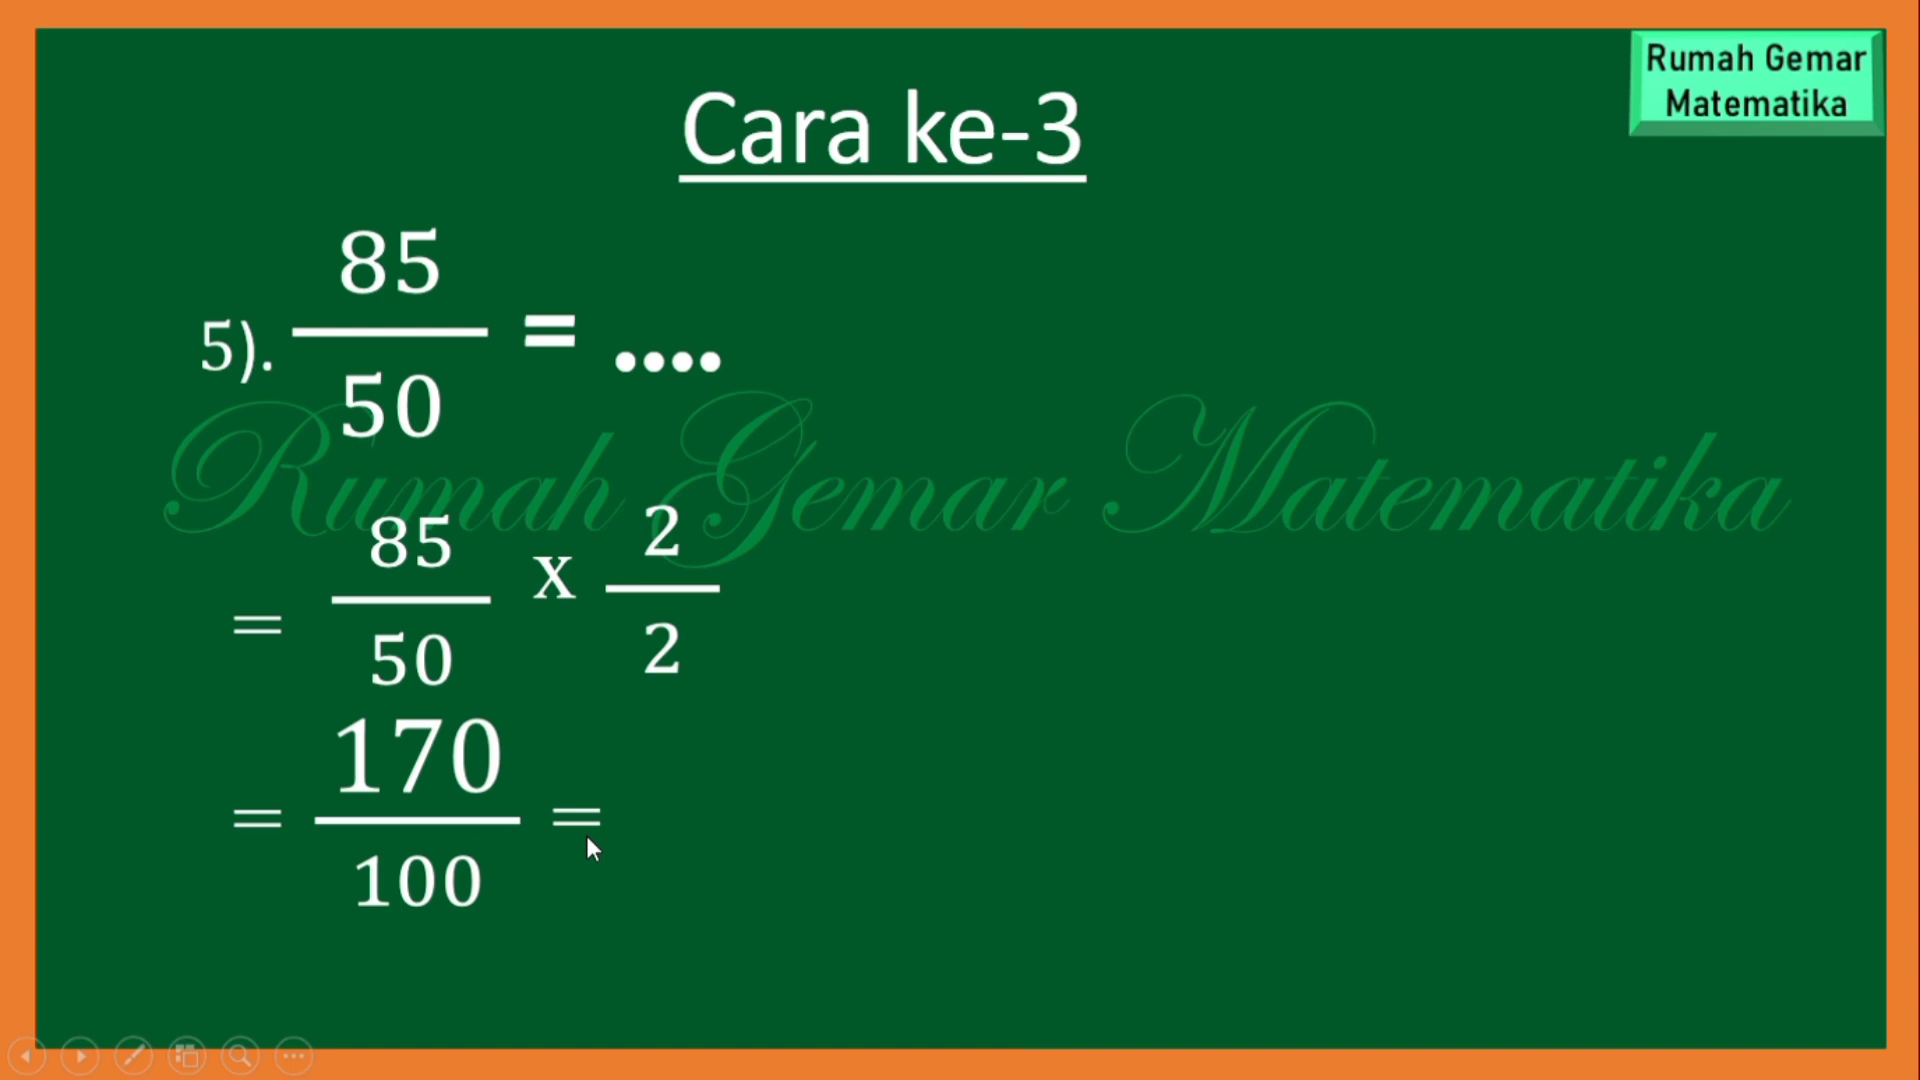 Rumah Gemar
Matematika
Cara ke-3
5). 85/50 = ....
Rumah Gemar Matematika
= 85/50 x 2/2
= 170/100 =